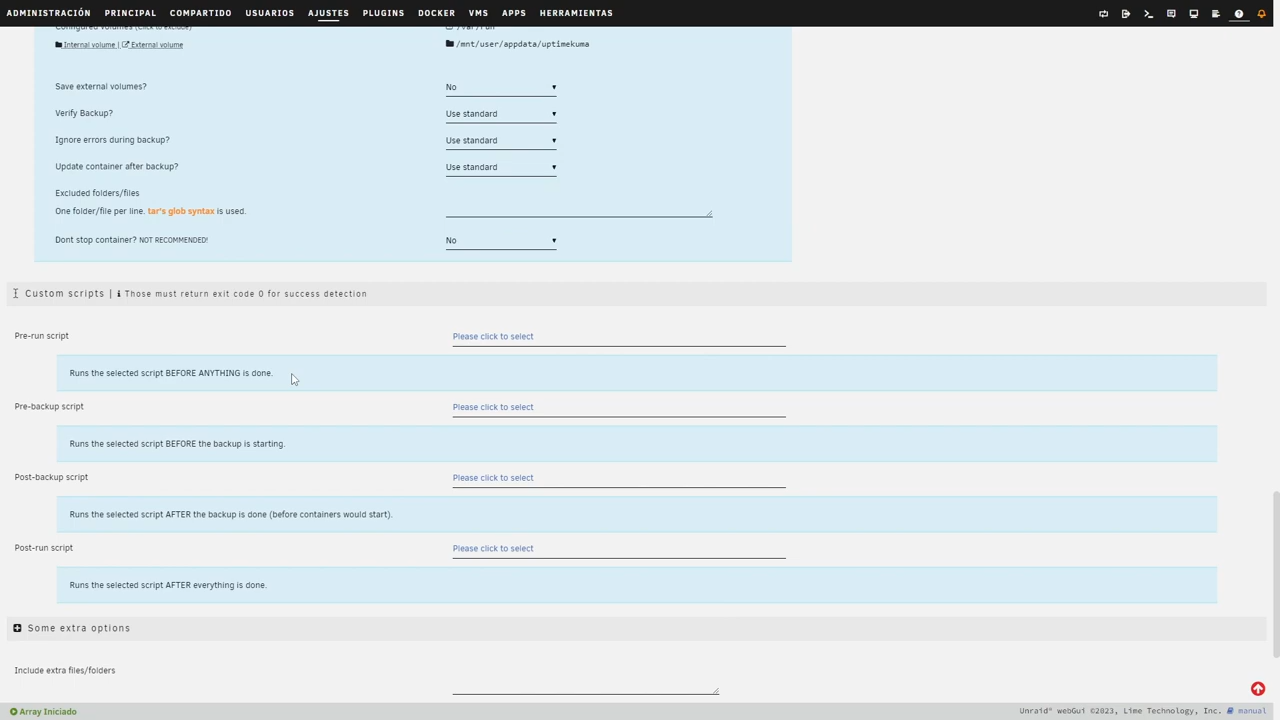 ADMINISTRACIÓN PRINCIPAL COMPARTIDO USUARIOS AJUSTES PLUGINS DOCKER VMS APPS HERRAMIENTAS
Configured volumes (Click to exclude) /var/run
Internal volume | External volume /mnt/user/appdata/uptimekuma
Save external volumes? No
Verify Backup? Use standard
Ignore errors during backup? Use standard
Update container after backup? Use standard
Excluded folders/files
One folder/file per line. tar's glob syntax is used.
Dont stop container? NOT RECOMMENDED! No
Custom scripts | Those must return exit code 0 for success detection
Pre-run script Please click to select
Runs the selected script BEFORE ANYTHING is done.
Pre-backup script Please click to select
Runs the selected script BEFORE the backup is starting.
Post-backup script Please click to select
Runs the selected script AFTER the backup is done (before containers would start).
Post-run script Please click to select
Runs the selected script AFTER everything is done.
Some extra options
Include extra files/folders
Array Iniciado Unraid® webGui ©2023, Lime Technology, Inc. manual